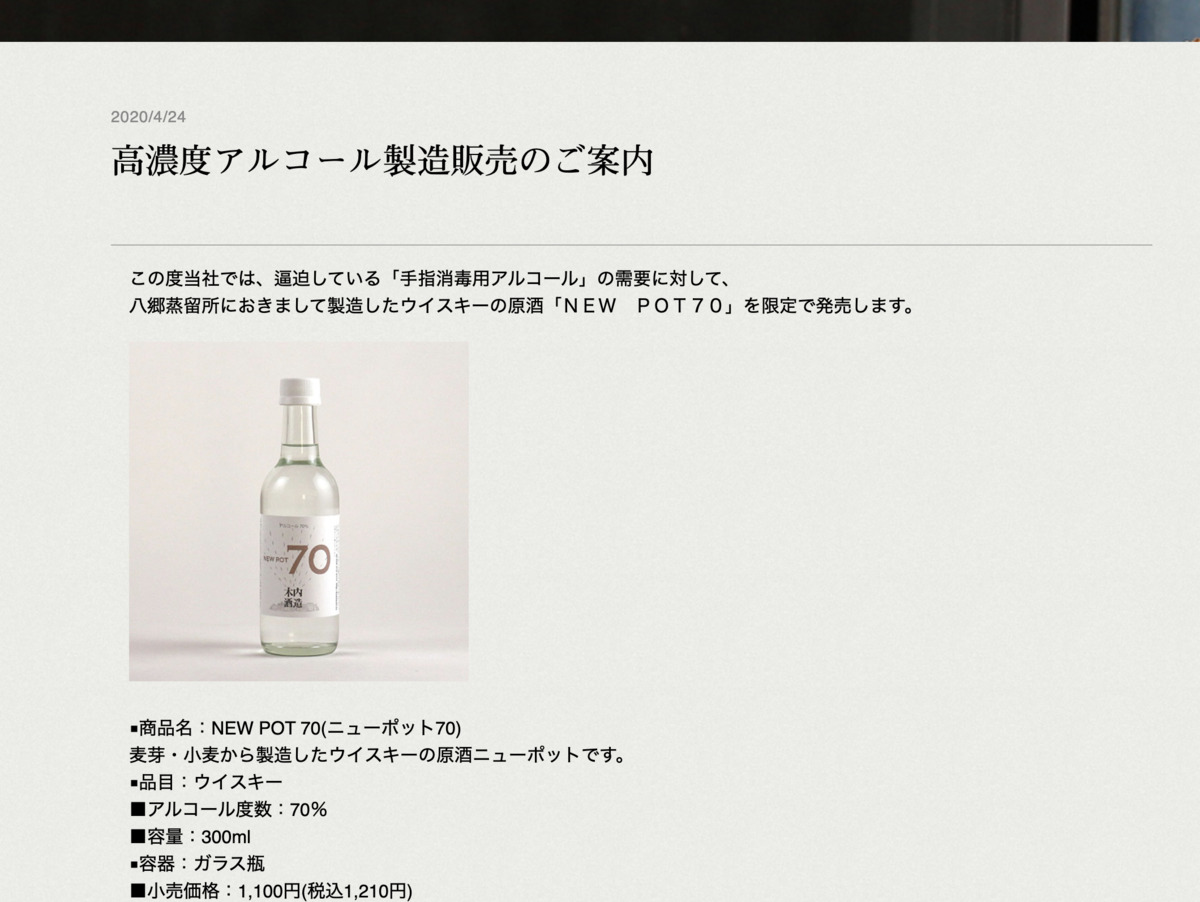 2020/4/24
高濃度アルコール製造販売のご案内
この度当社では、逼迫している「手指消毒用アルコール」の需要に対して、
八郷蒸留所におきまして製造したウイスキーの原酒「ＮＥＷ　ＰＯＴ７０」を限定で発売します。
アルコール 70%
NEW POT 70
木内
酒造
▪商品名：NEW POT 70(ニューポット70)
麦芽・小麦から製造したウイスキーの原酒ニューポットです。
▪品目：ウイスキー
■アルコール度数：70％
■容量：300ml
▪容器：ガラス瓶
■小売価格：1,100円(税込1,210円)